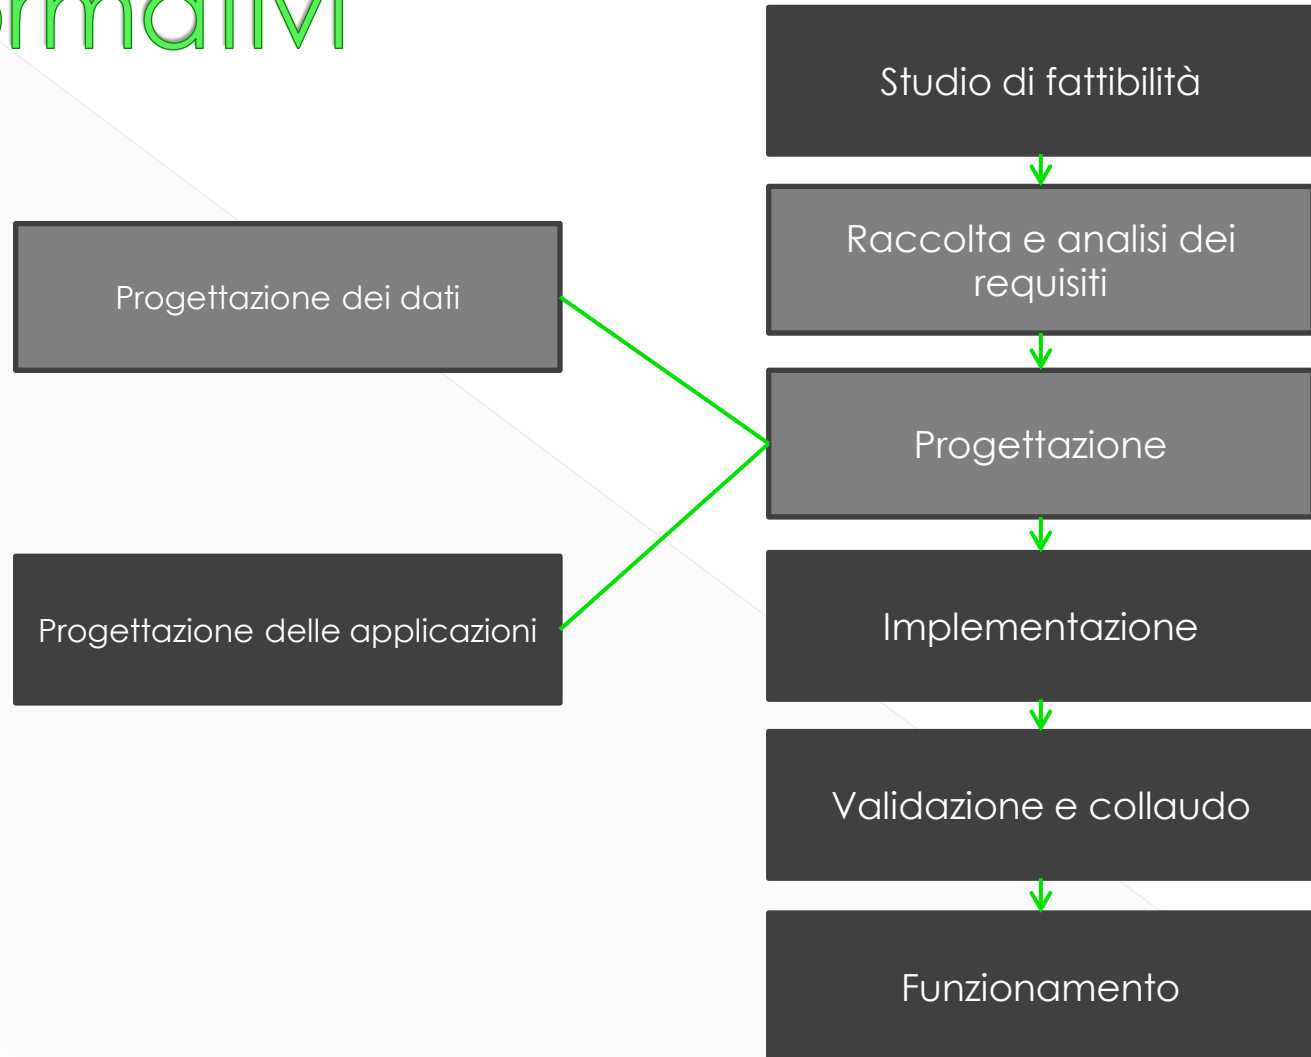 Studio di fattibilità
Raccolta e analisi dei
requisiti
Progettazione dei dati
Progettazione
Progettazione delle applicazioni
Implementazione
Validazione e collaudo
Funzionamento